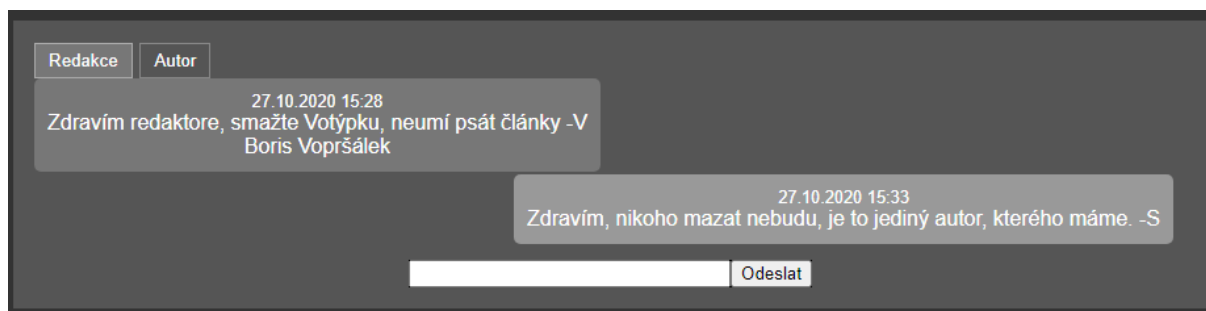 Redakce
Autor
27.10.2020 15:28
Zdravím redaktore, smažte Votýpku, neumí psát články -V
Boris Vopršálek
27.10.2020 15:33
Zdravím, nikoho mazat nebudu, je to jediný autor, kterého máme. -S
Odeslat